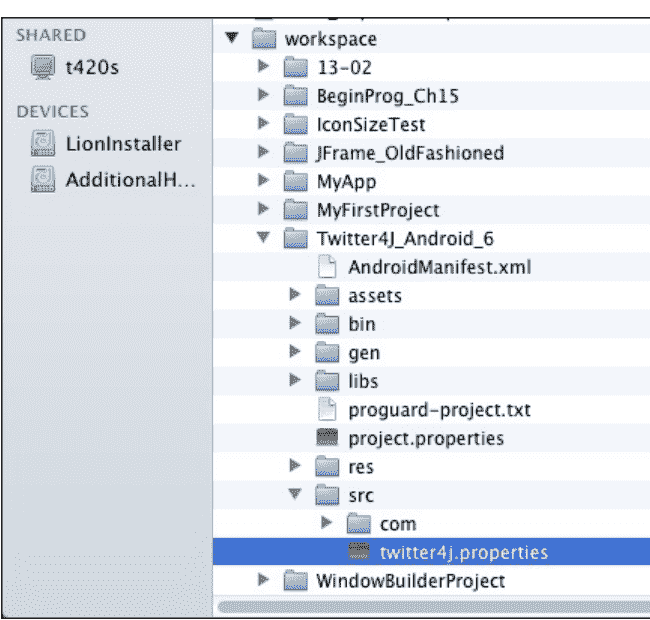 SHARED
t420s
DEVICES
LionInstaller
AdditionalH...
workspace
13-02
BeginProg_Ch15
IconSizeTest
JFrame_OldFashioned
MyApp
MyFirstProject
Twitter4J_Android_6
AndroidManifest.xml
assets
bin
gen
libs
proguard-project.txt
project.properties
res
src
com
twitter4j.properties
WindowBuilderProject